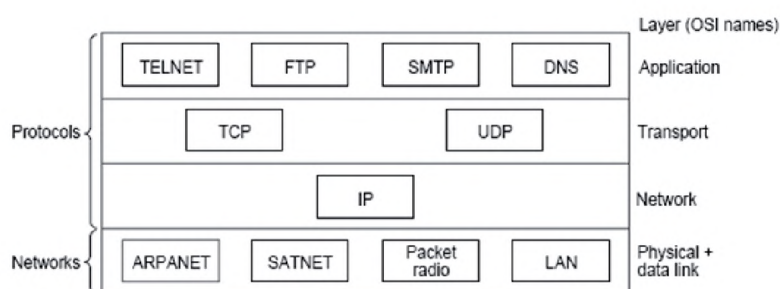 Layer (OSI names)
TELNET FTP SMTP DNS Application
Protocols TCP UDP Transport
IP Network
Networks ARPANET SATNET Packet radio LAN Physical + data link